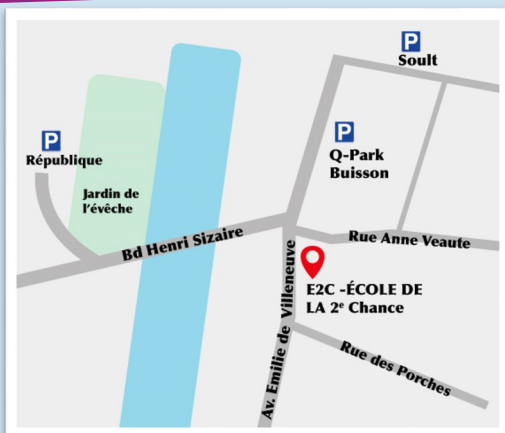 P
Soult
P
Q-Park
Buisson
P
République
Jardin de
l'évêche
Bd Henri Sizaire
Rue Anne Veaute
E2C -ÉCOLE DE
LA 2e Chance
Av. Emilie de Villeneuve
Rue des Porches